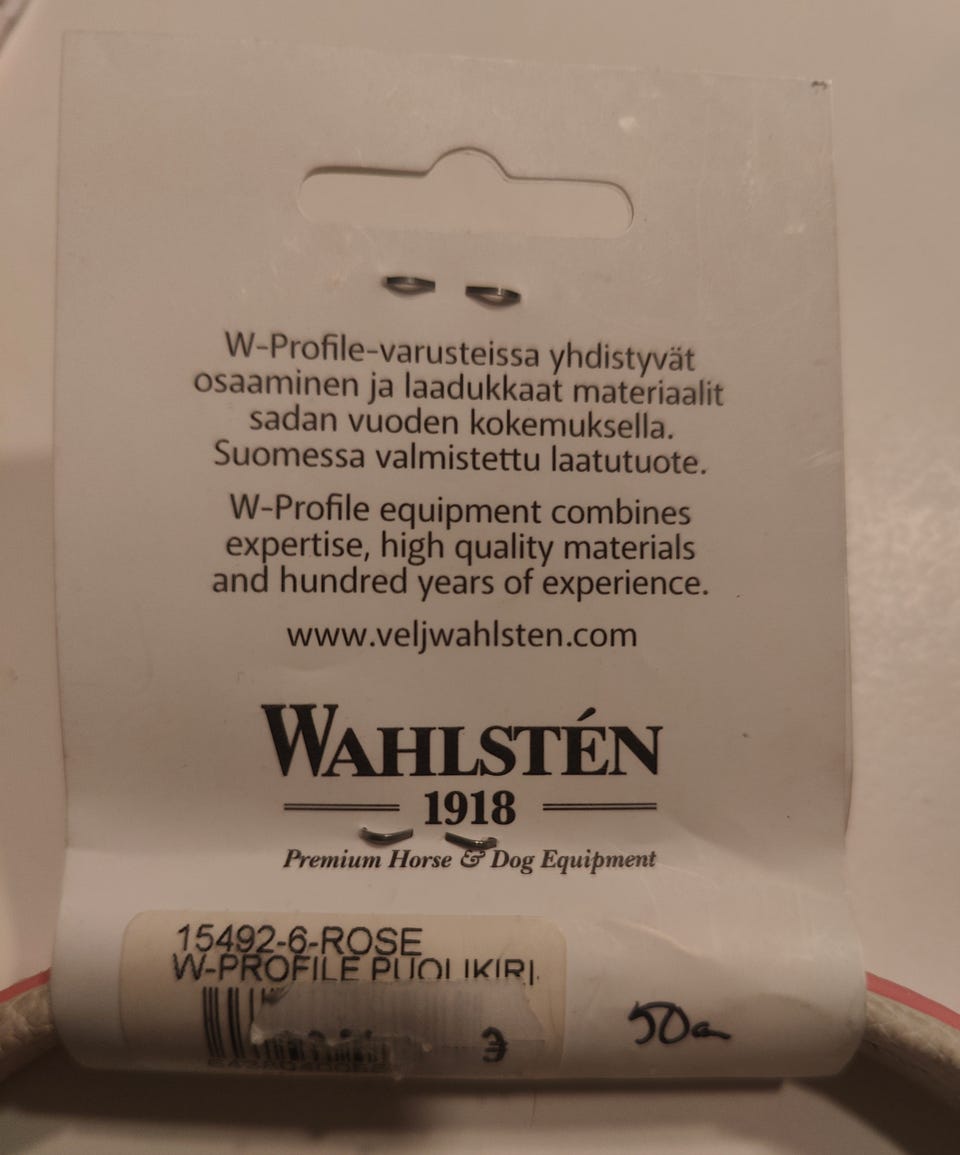 W-Profile-varusteissa yhdistyvät
osaaminen ja laadukkaat materiaalit
sadan vuoden kokemuksella.
Suomessa valmistettu laatutuote.
W-Profile equipment combines
expertise, high quality materials
and hundred years of experience.
www.veljwahlsten.com
WAHLSTÉN
1918
Premium Horse & Dog Equipment
15492-6-ROSE
W-PROFILE PUOLIKIRI